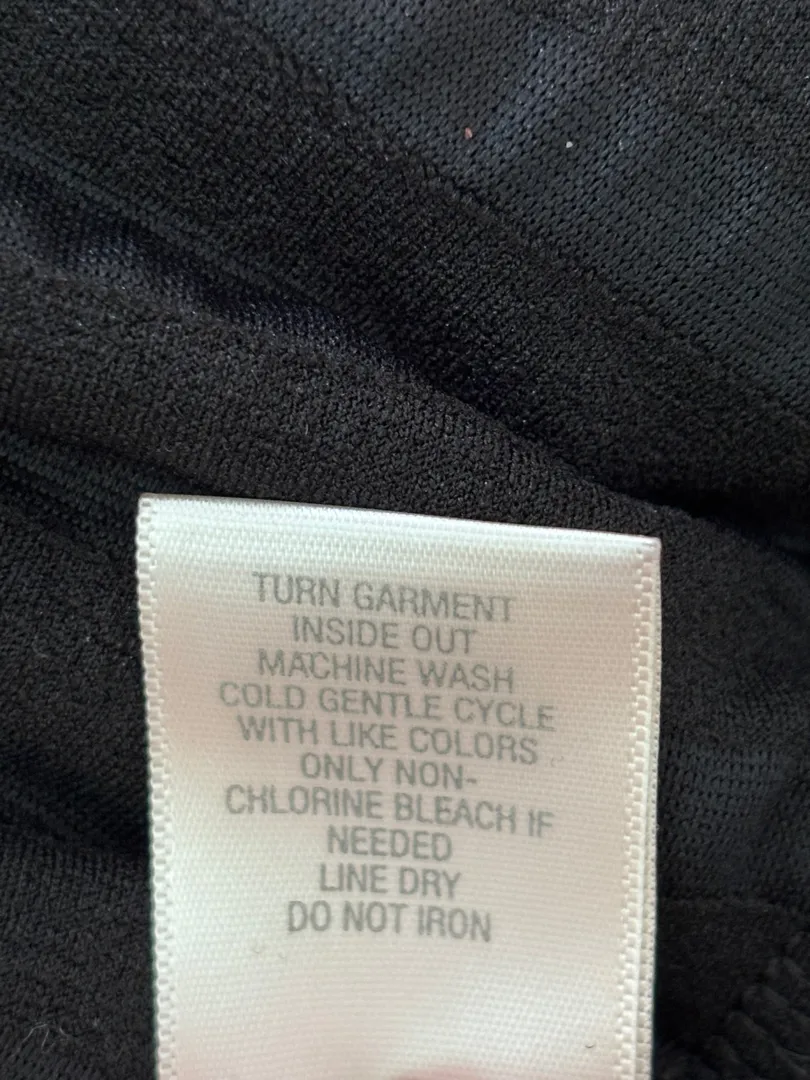 TURN GARMENT
INSIDE OUT
MACHINE WASH
COLD GENTLE CYCLE
WITH LIKE COLORS
ONLY NON-
CHLORINE BLEACH IF
NEEDED
LINE DRY
DO NOT IRON